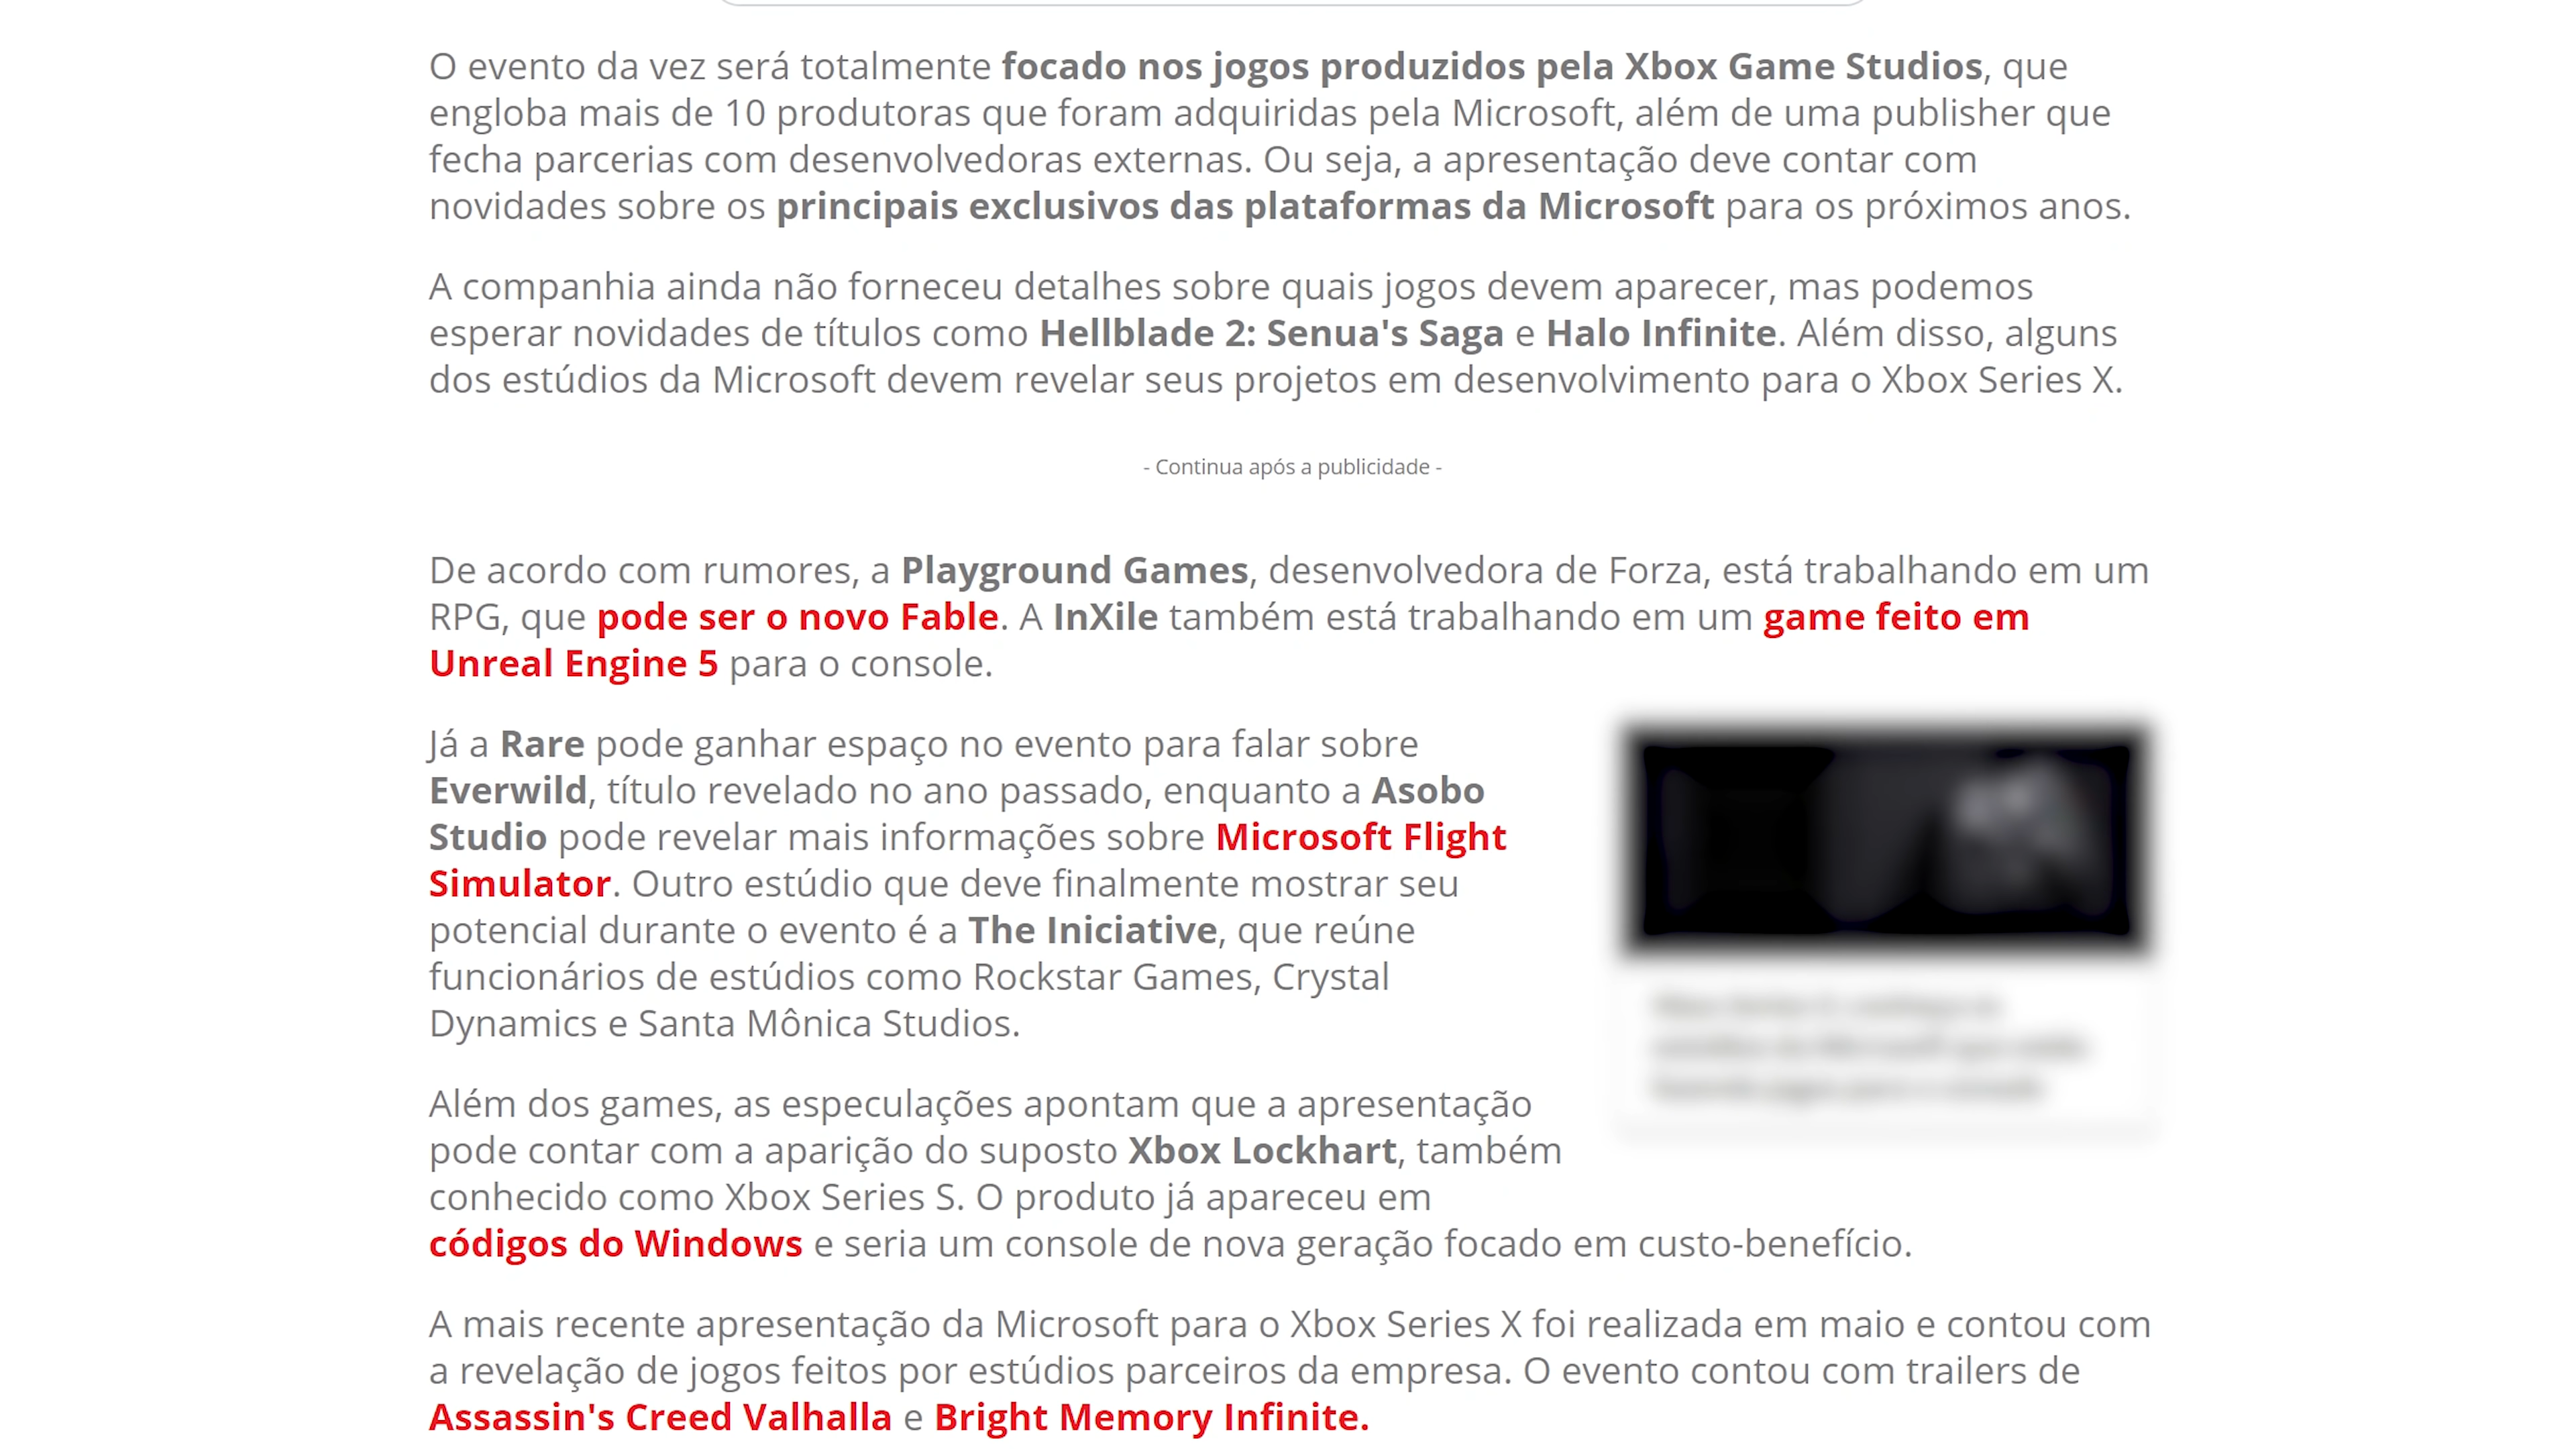 O evento da vez será totalmente focado nos jogos produzidos pela Xbox Game Studios, que
engloba mais de 10 produtoras que foram adquiridas pela Microsoft, além de uma publisher que
fecha parcerias com desenvolvedoras externas. Ou seja, a apresentação deve contar com
novidades sobre os principais exclusivos das plataformas da Microsoft para os próximos anos.
A companhia ainda não forneceu detalhes sobre quais jogos devem aparecer, mas podemos
esperar novidades de títulos como Hellblade 2: Senua's Saga e Halo Infinite. Além disso, alguns
dos estúdios da Microsoft devem revelar seus projetos em desenvolvimento para o Xbox Series X.
- Continua após a publicidade -
De acordo com rumores, a Playground Games, desenvolvedora de Forza, está trabalhando em um
RPG, que pode ser o novo Fable. A InXile também está trabalhando em um game feito em
Unreal Engine 5 para o console.
Já a Rare pode ganhar espaço no evento para falar sobre
Everwild, título revelado no ano passado, enquanto a Asobo
Studio pode revelar mais informações sobre Microsoft Flight
Simulator. Outro estúdio que deve finalmente mostrar seu
potencial durante o evento é a The Iniciative, que reúne
funcionários de estúdios como Rockstar Games, Crystal
Dynamics e Santa Mônica Studios.
Além dos games, as especulações apontam que a apresentação
pode contar com a aparição do suposto Xbox Lockhart, também
conhecido como Xbox Series S. O produto já apareceu em
códigos do Windows e seria um console de nova geração focado em custo-benefício.
A mais recente apresentação da Microsoft para o Xbox Series X foi realizada em maio e contou com
a revelação de jogos feitos por estúdios parceiros da empresa. O evento contou com trailers de
Assassin's Creed Valhalla e Bright Memory Infinite.